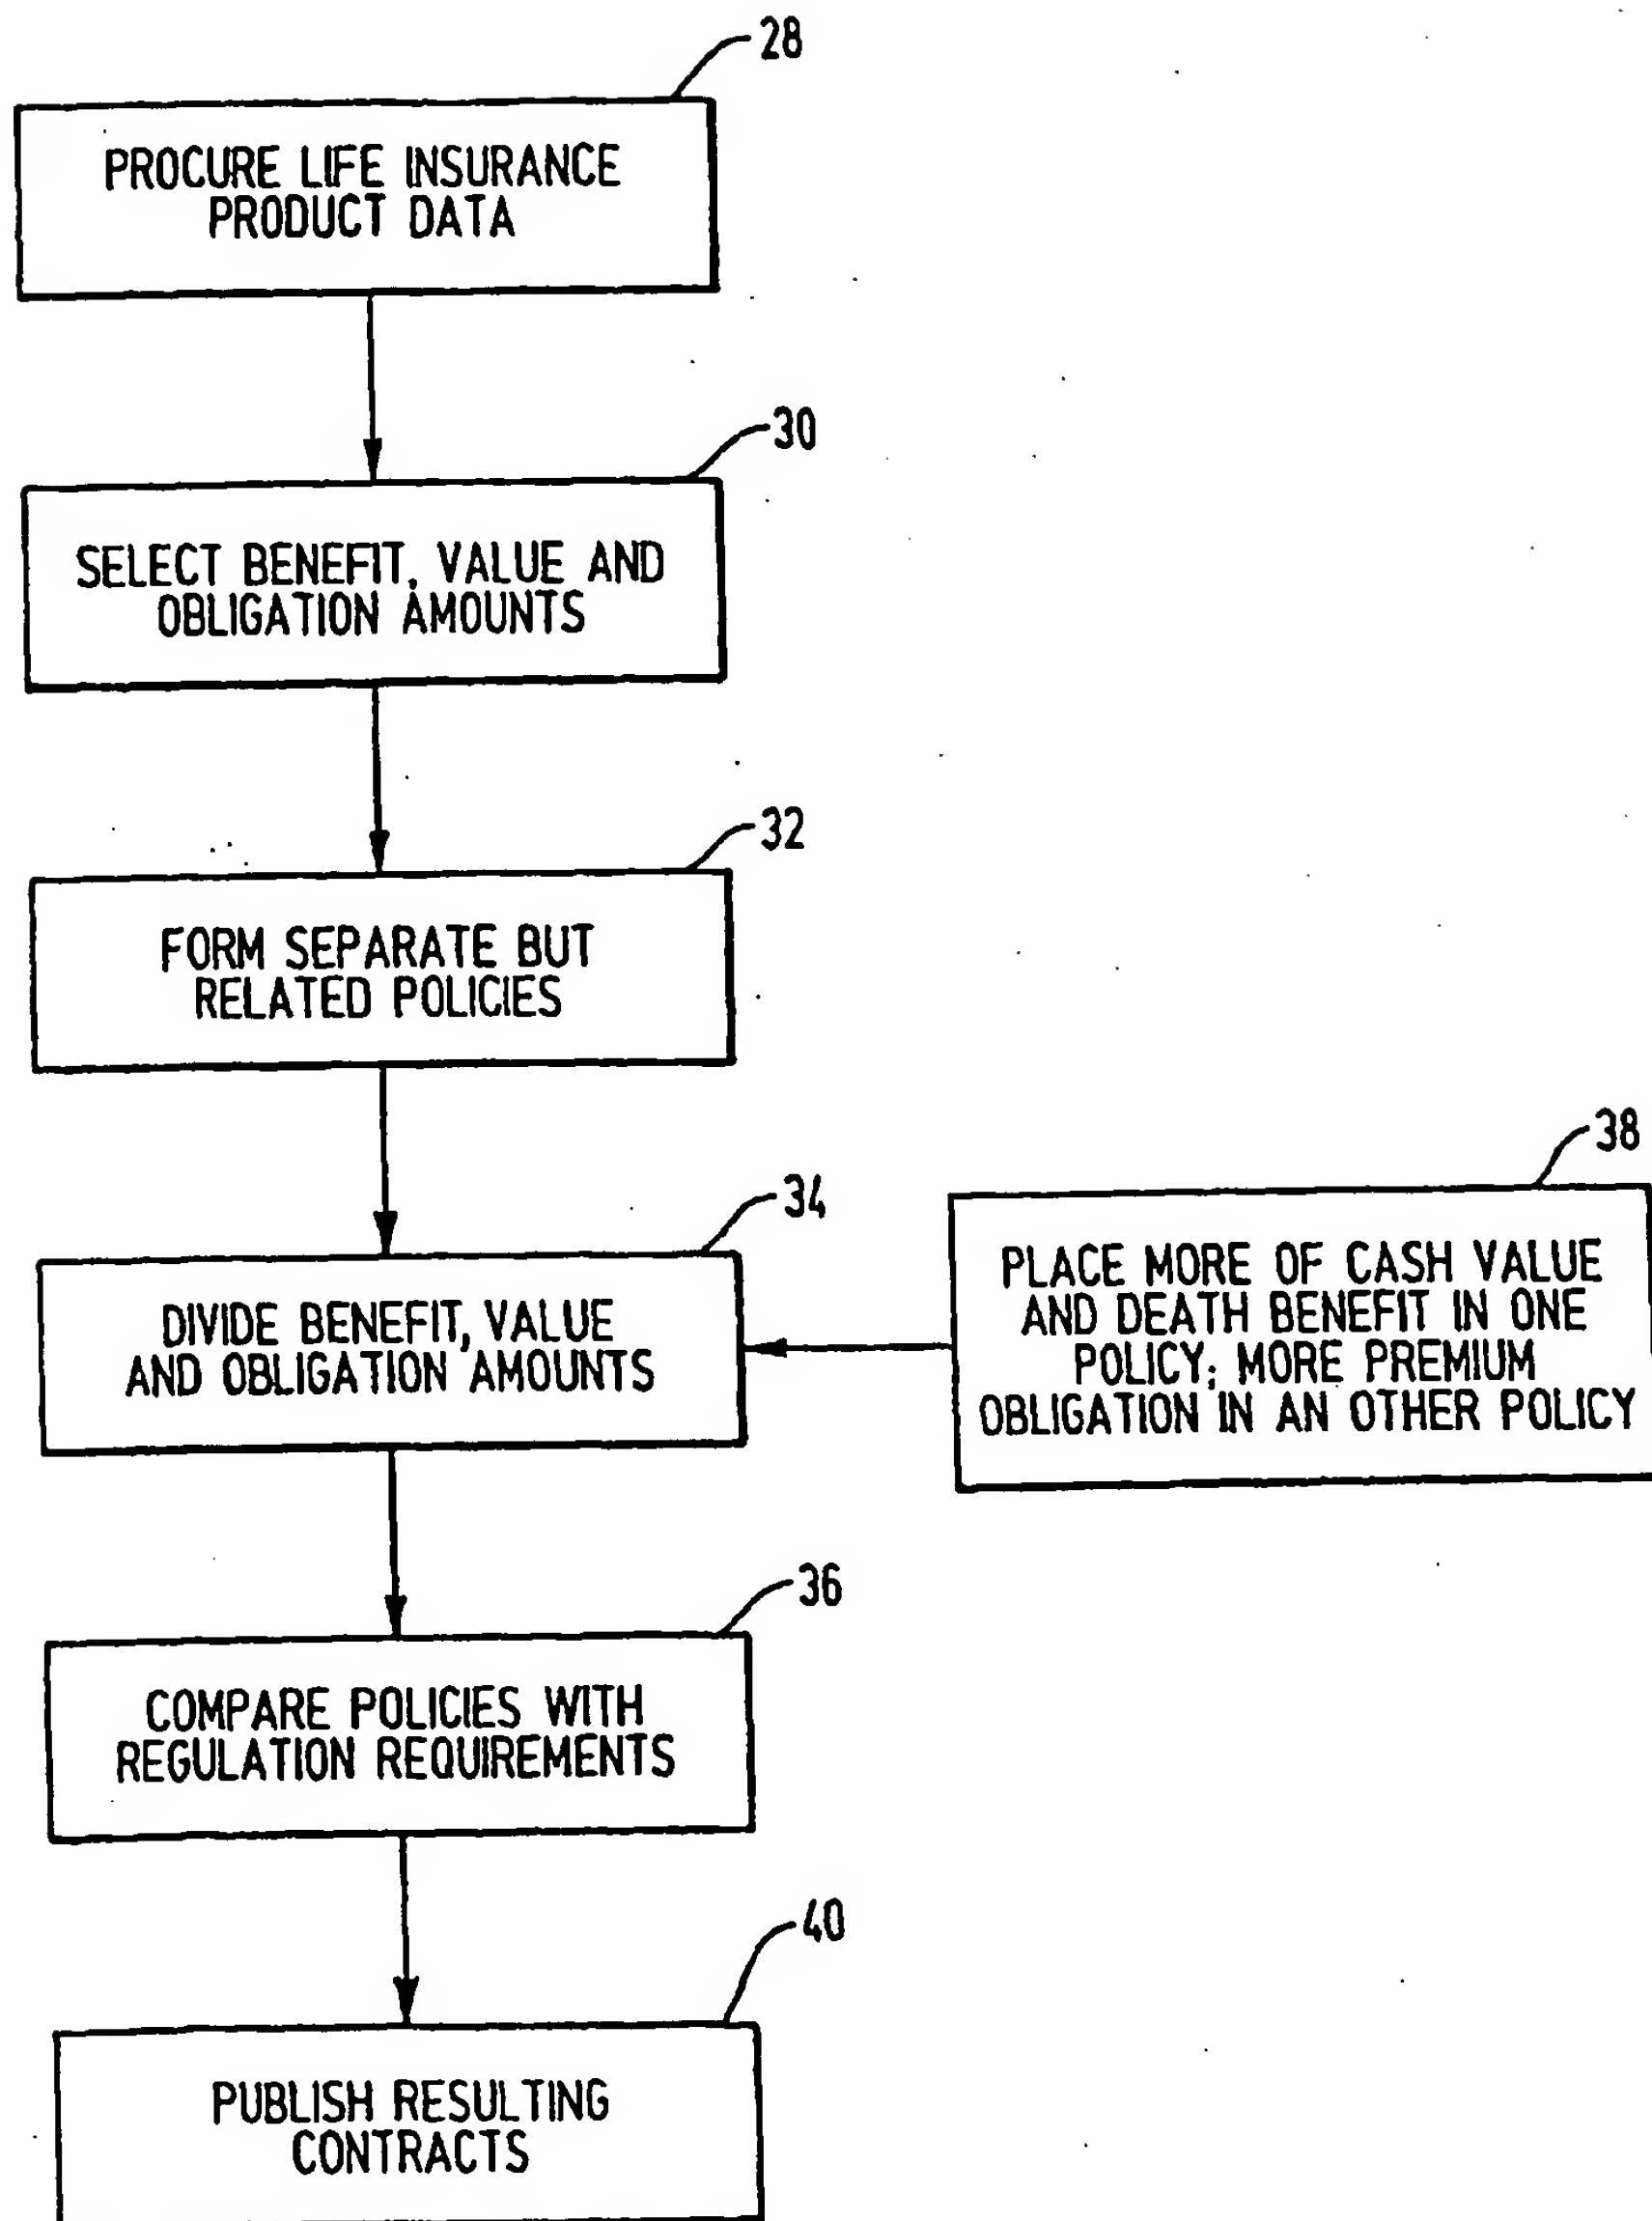 28
PROCURE LIFE INSURANCE
PRODUCT DATA
30
SELECT BENEFIT, VALUE AND
OBLIGATION AMOUNTS
32
FORM SEPARATE BUT
RELATED POLICIES
34
DIVIDE BENEFIT, VALUE
AND OBLIGATION AMOUNTS
38
PLACE MORE OF CASH VALUE
AND DEATH BENEFIT IN ONE
POLICY; MORE PREMIUM
OBLIGATION IN AN OTHER POLICY
36
COMPARE POLICIES WITH
REGULATION REQUIREMENTS
40
PUBLISH RESULTING
CONTRACTS